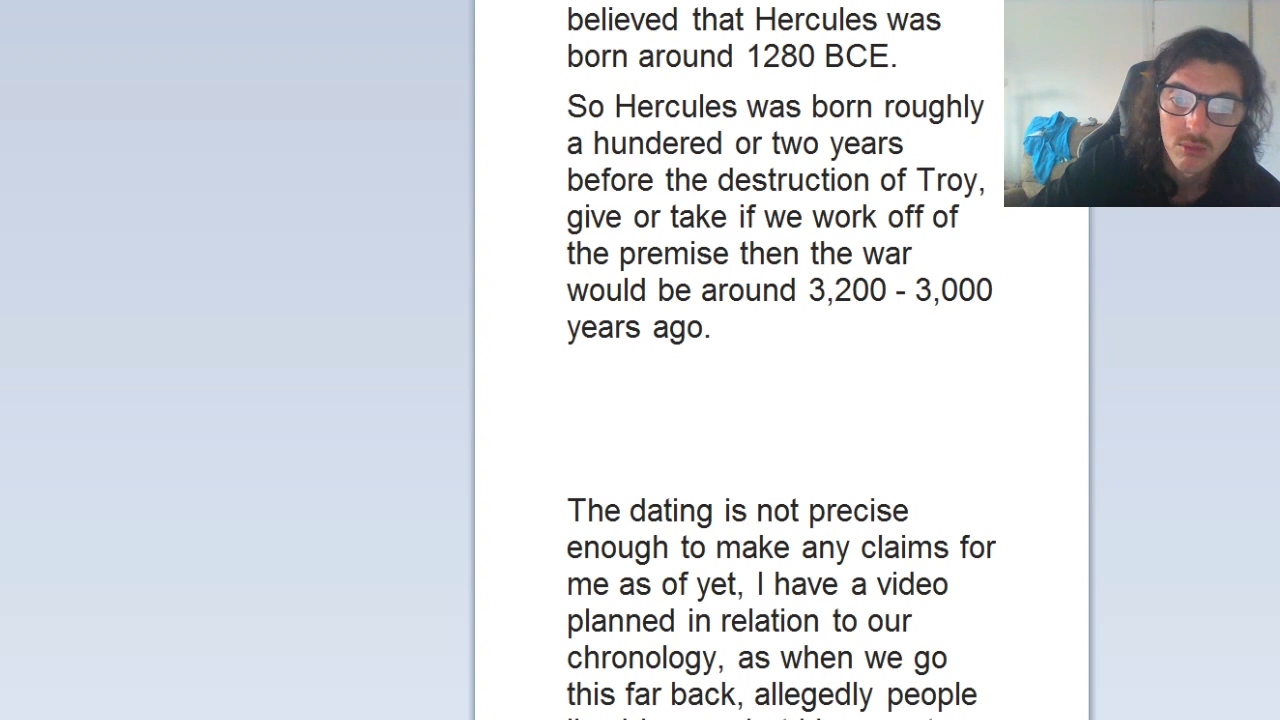 believed that Hercules was
born around 1280 BCE.
So Hercules was born roughly
a hundered or two years
before the destruction of Troy,
give or take if we work off of
the premise then the war
would be around 3,200 - 3,000
years ago.
The dating is not precise
enough to make any claims for
me as of yet, I have a video
planned in relation to our
chronology, as when we go
this far back, allegedly people